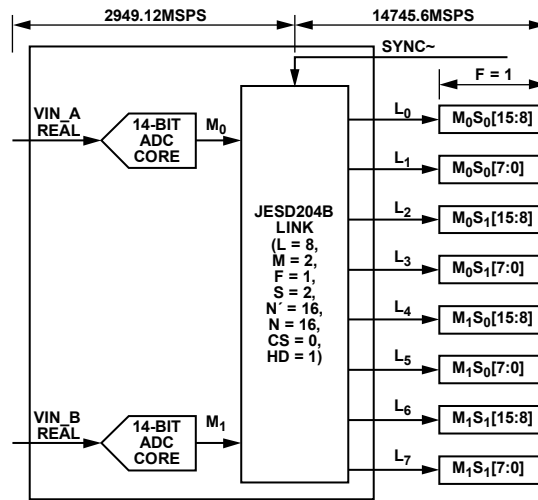 2949.12MSPS
14745.6MSPS
SYNC~
F = 1
VIN_A
REAL
14-BIT
ADC
CORE
M0
L0
M0S0[15:8]
L1
M0S0[7:0]
L2
M0S1[15:8]
JESD204B
LINK
(L = 8,
M = 2,
F = 1,
S = 2,
N´ = 16,
N = 16,
CS = 0,
HD = 1)
L3
M0S1[7:0]
L4
M1S0[15:8]
L5
M1S0[7:0]
VIN_B
REAL
14-BIT
ADC
CORE
M1
L6
M1S1[15:8]
L7
M1S1[7:0]